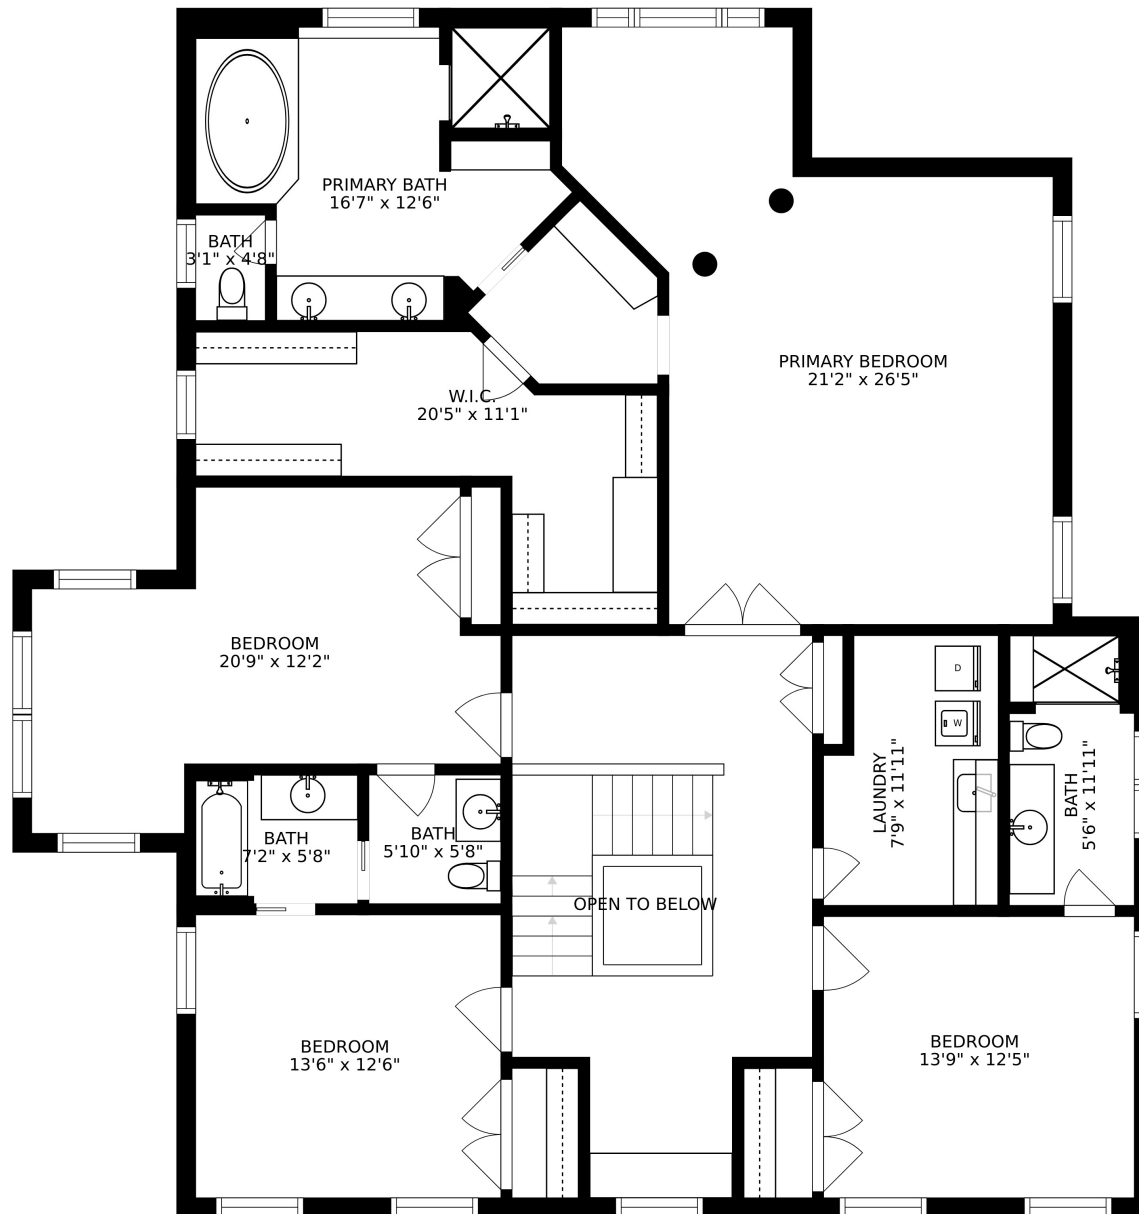 PRIMARY BATH
16'7" x 12'6"
BATH
3'1" x 4'8"
PRIMARY BEDROOM
21'2" x 26'5"
W.I.C.
20'5" x 11'1"
BEDROOM
20'9" x 12'2"
D
W
LAUNDRY
7'9" x 11'11"
BATH
5'6" x 11'11"
BATH
7'2" x 5'8"
BATH
5'10" x 5'8"
OPEN TO BELOW
BEDROOM
13'6" x 12'6"
BEDROOM
13'9" x 12'5"